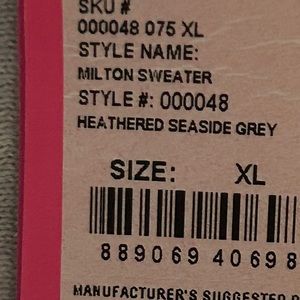 SKU #
000048 075 XL
STYLE NAME:
MILTON SWEATER
STYLE #: 000048
HEATHERED SEASIDE GREY
SIZE: XL
889069 40698
MANUFACTURER'S SUGGESTED